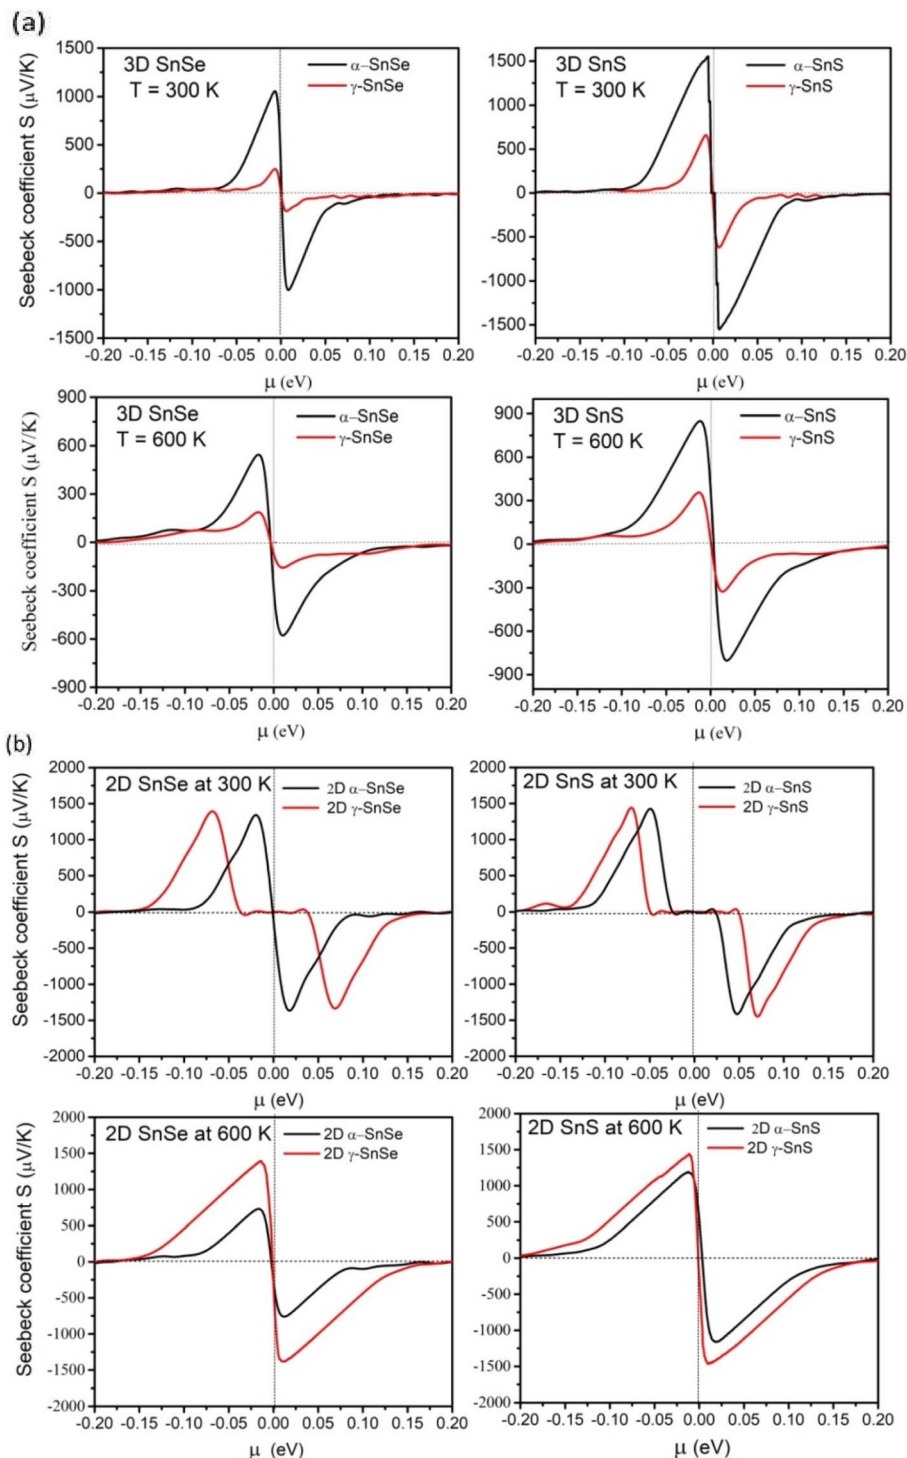 (a)
Seebeck coefficient S (μV/K)
1500
1000
500
0
-500
-1000
-1500
3D SnSe
T = 300 K
α–SnSe
γ-SnSe
-0.20 -0.15 -0.10 -0.05 0.00 0.05 0.10 0.15 0.20
μ (eV)
1500
1000
500
0
-500
-1000
-1500
3D SnS
T = 300 K
α–SnS
γ-SnS
-0.20 -0.15 -0.10 -0.05 0.00 0.05 0.10 0.15 0.20
μ (eV)
Seebeck coefficient S (μV/K)
900
600
300
0
-300
-600
-900
3D SnSe
T = 600 K
α–SnSe
γ-SnSe
-0.20 -0.15 -0.10 -0.05 0.00 0.05 0.10 0.15 0.20
μ (eV)
900
600
300
0
-300
-600
-900
3D SnS
T = 600 K
α–SnS
γ-SnS
-0.20 -0.15 -0.10 -0.05 0.00 0.05 0.10 0.15 0.20
μ (eV)
(b)
Seebeck coefficient S (μV/K)
2000
1500
1000
500
0
-500
-1000
-1500
-2000
2D SnSe at 300 K
2D α–SnSe
2D γ-SnSe
-0.20 -0.15 -0.10 -0.05 0.00 0.05 0.10 0.15 0.20
μ (eV)
2000
1500
1000
500
0
-500
-1000
-1500
-2000
2D SnS at 300 K
2D α–SnS
2D γ-SnS
-0.20 -0.15 -0.10 -0.05 0.00 0.05 0.10 0.15 0.20
μ (eV)
Seebeck coefficient S (μV/K)
2000
1500
1000
500
0
-500
-1000
-1500
-2000
2D SnSe at 600 K
2D α–SnSe
2D γ-SnSe
-0.20 -0.15 -0.10 -0.05 0.00 0.05 0.10 0.15 0.20
μ (eV)
2000
1500
1000
500
0
-500
-1000
-1500
-2000
2D SnS at 600 K
2D α–SnS
2D γ-SnS
-0.20 -0.15 -0.10 -0.05 0.00 0.05 0.10 0.15 0.20
μ (eV)